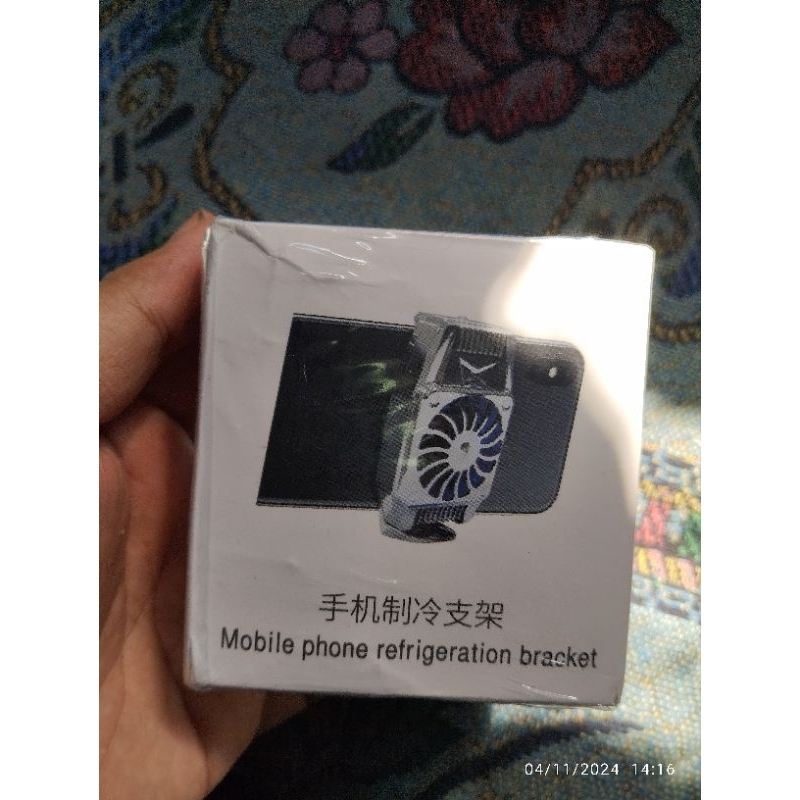 手机制冷支架
Mobile phone refrigeration bracket
04/11/2024 14:16